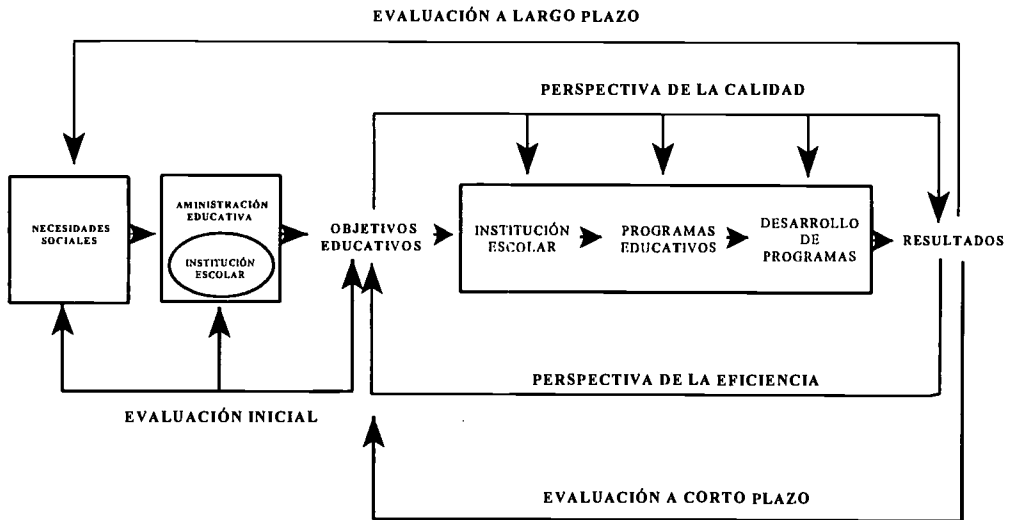 EVALUACIÓN A LARGO PLAZO
PERSPECTIVA DE LA CALIDAD
NECESIDADES
SOCIALES
AMINISTRACIÓN
EDUCATIVA
INSTITUCIÓN
ESCOLAR
OBJETIVOS
EDUCATIVOS
INSTITUCIÓN
ESCOLAR
PROGRAMAS
EDUCATIVOS
DESARROLLO
DE
PROGRAMAS
RESULTADOS
PERSPECTIVA DE LA EFICIENCIA
EVALUACIÓN INICIAL
EVALUACIÓN A CORTO PLAZO